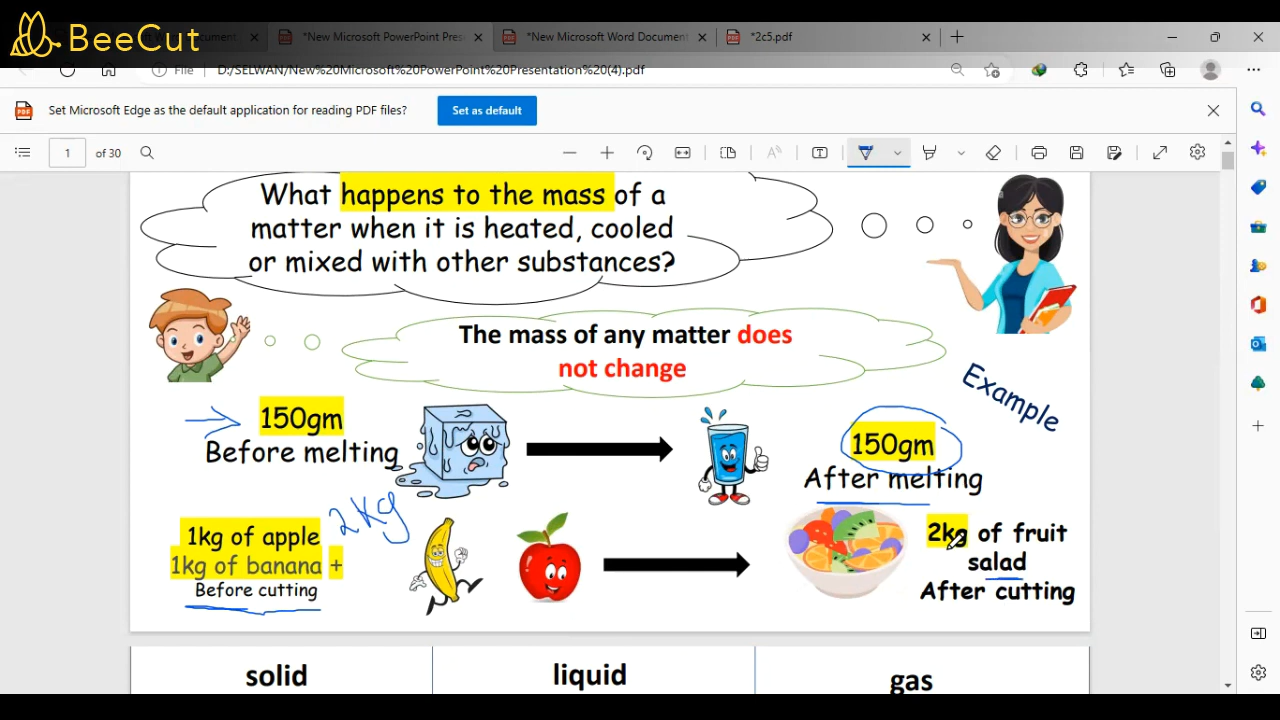 BeeCut
*New Microsoft PowerPoint Pres
*New Microsoft Word Document
*2c5.pdf
File
D:/SELWAN/New%20Microsoft%20PowerPoint%20Presentation%20(4).pdf
Set Microsoft Edge as the default application for reading PDF files?
Set as default
1 of 30
What happens to the mass of a
matter when it is heated, cooled
or mixed with other substances?
The mass of any matter does
not change
Example
150gm
Before melting
150gm
After melting
2Kg
1kg of apple
1kg of banana +
Before cutting
2kg of fruit
salad
After cutting
solid
liquid
gas